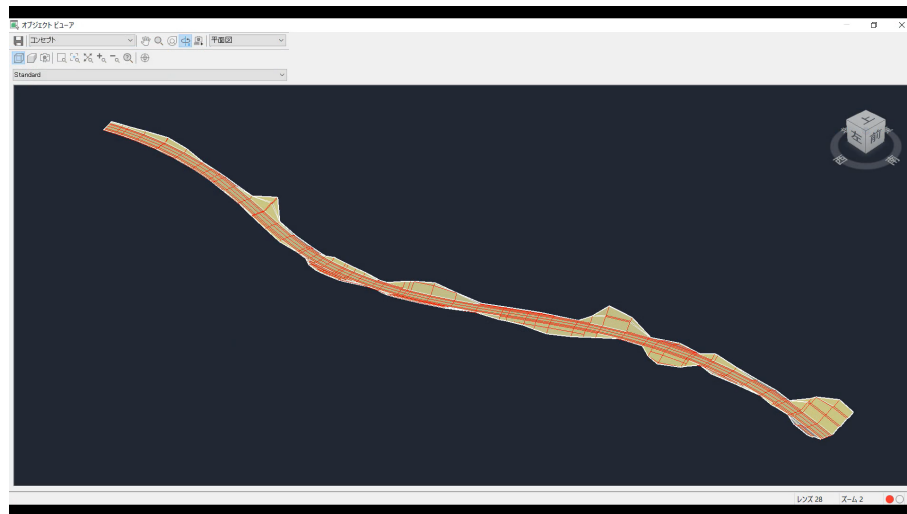 オブジェクト ビューア
コンセプト
平面図
Standard
上
左
前
レンズ 28
ズーム 2